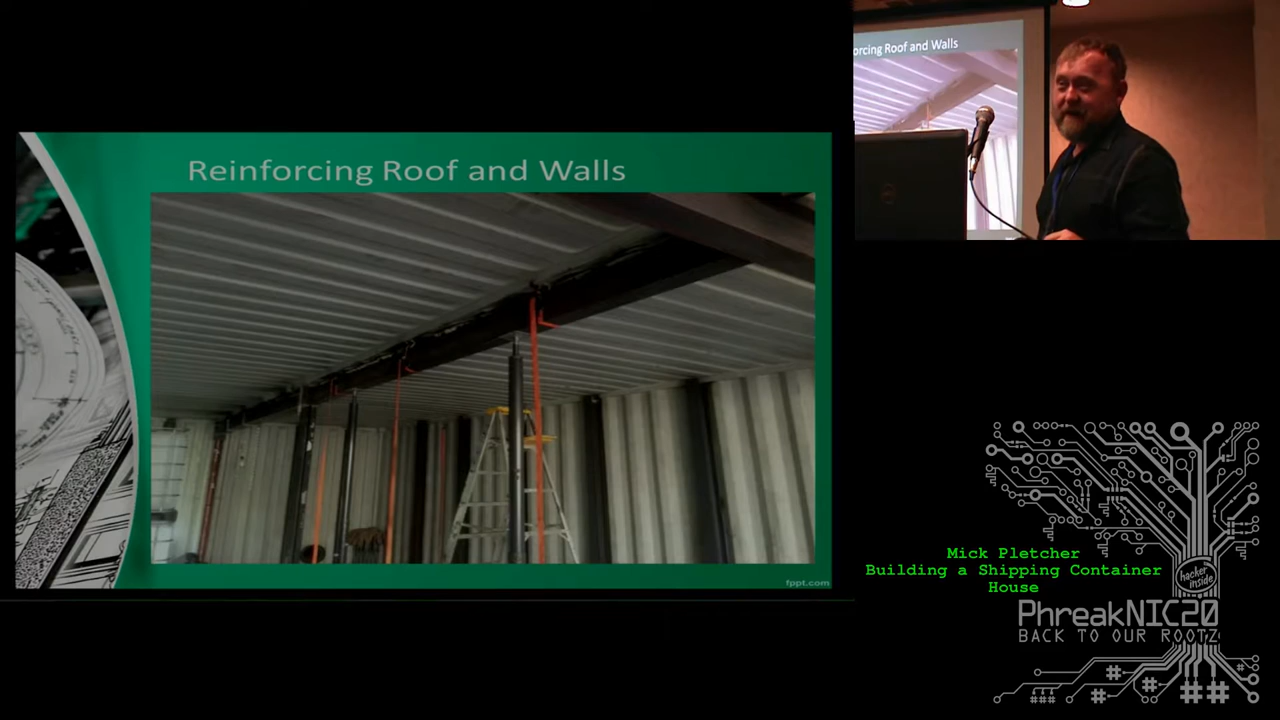 Reinforcing Roof and Walls
fppt.com
orcing Roof and Walls
Mick Pletcher
Building a Shipping Container
House
hacker
inside
PhreakNIC20
BACK TO OUR ROOTZ